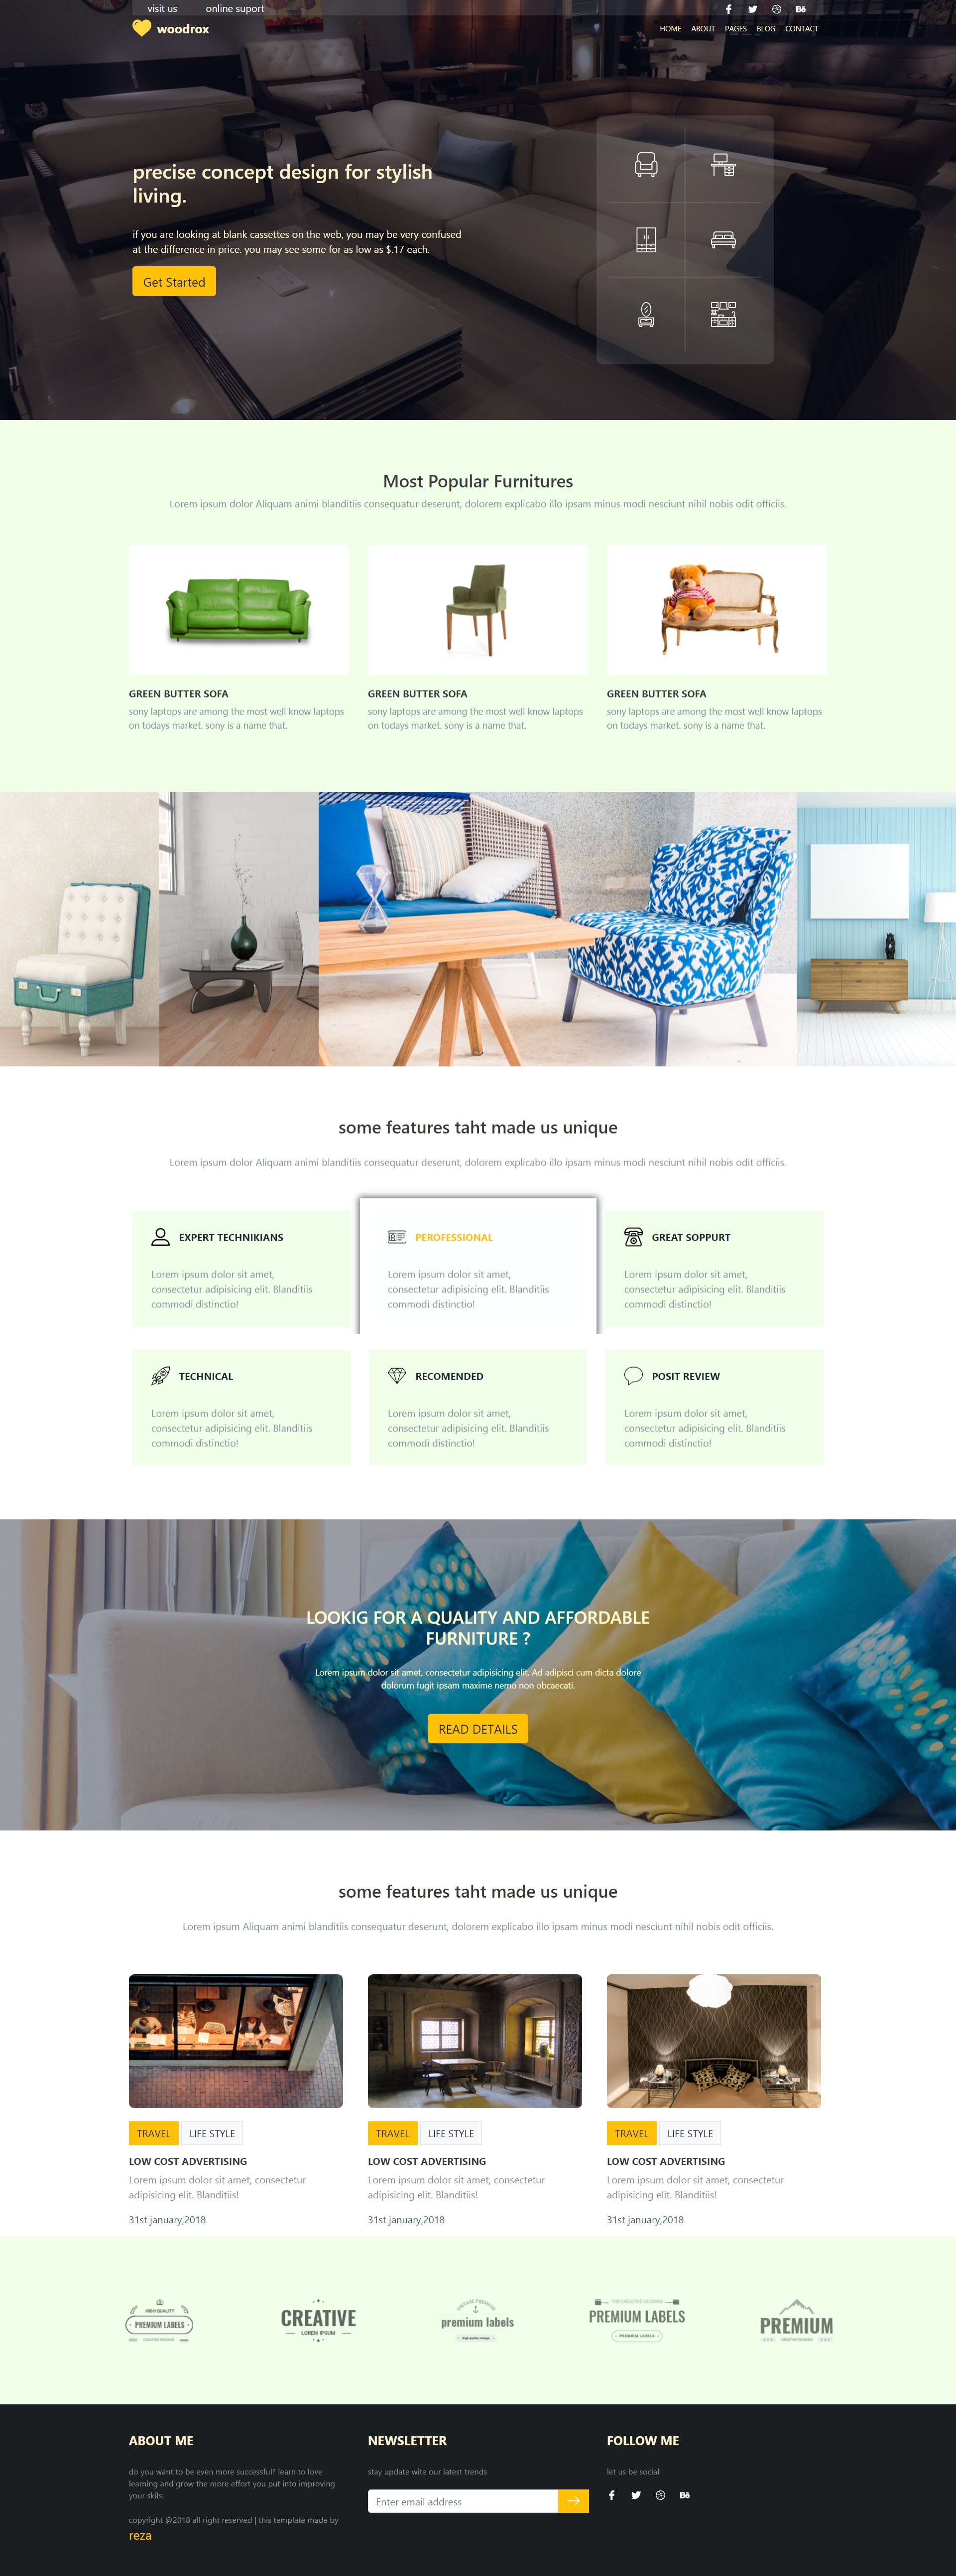 visit us online suport
woodrox
HOME ABOUT PAGES BLOG CONTACT
precise concept design for stylish
living.
if you are looking at blank cassettes on the web, you may be very confused
at the difference in price. you may see some for as low as $.17 each.
Get Started
Most Popular Furnitures
Lorem ipsum dolor Aliquam animi blanditiis consequatur deserunt, dolorem explicabo illo ipsam minus modi nesciunt nihil nobis odit officiis.
GREEN BUTTER SOFA
sony laptops are among the most well know laptops
on todays market. sony is a name that.
GREEN BUTTER SOFA
sony laptops are among the most well know laptops
on todays market. sony is a name that.
GREEN BUTTER SOFA
sony laptops are among the most well know laptops
on todays market. sony is a name that.
some features taht made us unique
Lorem ipsum dolor Aliquam animi blanditiis consequatur deserunt, dolorem explicabo illo ipsam minus modi nesciunt nihil nobis odit officiis.
EXPERT TECHNIKIANS
Lorem ipsum dolor sit amet,
consectetur adipisicing elit. Blanditiis
commodi distinctio!
PEROFESSIONAL
Lorem ipsum dolor sit amet,
consectetur adipisicing elit. Blanditiis
commodi distinctio!
GREAT SOPPURT
Lorem ipsum dolor sit amet,
consectetur adipisicing elit. Blanditiis
commodi distinctio!
TECHNICAL
Lorem ipsum dolor sit amet,
consectetur adipisicing elit. Blanditiis
commodi distinctio!
RECOMENDED
Lorem ipsum dolor sit amet,
consectetur adipisicing elit. Blanditiis
commodi distinctio!
POSIT REVIEW
Lorem ipsum dolor sit amet,
consectetur adipisicing elit. Blanditiis
commodi distinctio!
LOOKIG FOR A QUALITY AND AFFORDABLE
FURNITURE ?
Lorem ipsum dolor sit amet, consectetur adipisicing elit. Ad adipisci cum dicta dolore
dolorum fugit ipsam maxime nemo non obcaecati.
READ DETAILS
some features taht made us unique
Lorem ipsum Aliquam animi blanditiis consequatur deserunt, dolorem explicabo illo ipsam minus modi nesciunt nihil nobis odit officiis.
TRAVEL LIFE STYLE
LOW COST ADVERTISING
Lorem ipsum dolor sit amet, consectetur
adipisicing elit. Blanditiis!
31st january,2018
TRAVEL LIFE STYLE
LOW COST ADVERTISING
Lorem ipsum dolor sit amet, consectetur
adipisicing elit. Blanditiis!
31st january,2018
TRAVEL LIFE STYLE
LOW COST ADVERTISING
Lorem ipsum dolor sit amet, consectetur
adipisicing elit. Blanditiis!
31st january,2018
HIGH QUALITY
PREMIUM LABELS
CREATIVE
LOREM IPSUM
VINTAGE PREMIUM
premium labels
High quality vintage
THE CREATIVE DESIGNS
PREMIUM LABELS
PREMIUM LABELS
PREMIUM
CREATIVE DESIGNS
ABOUT ME
do you want to be even more successful? learn to love
learning and grow the more effort you put into improving
your skils.
copyright @2018 all right reserved | this template made by
reza
NEWSLETTER
stay update wite our latest trends
Enter email address
FOLLOW ME
let us be social